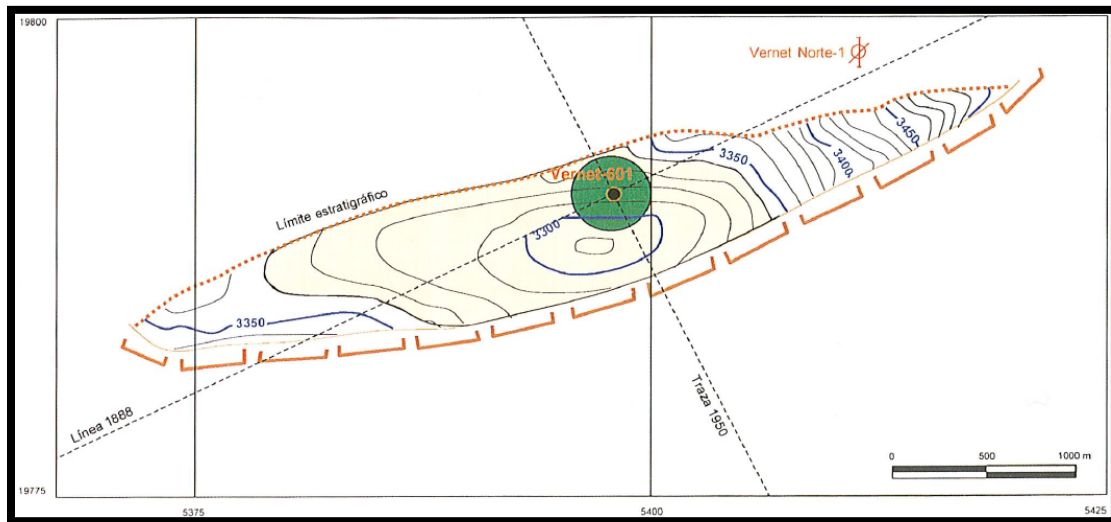 19800
Vernet Norte-1
3450
3350
3400
Vernet-601
Límite estratigráfico
3300
3350
Línea 1888
Traza 1950
0 500 1000 m
19775
5375 5400 5425